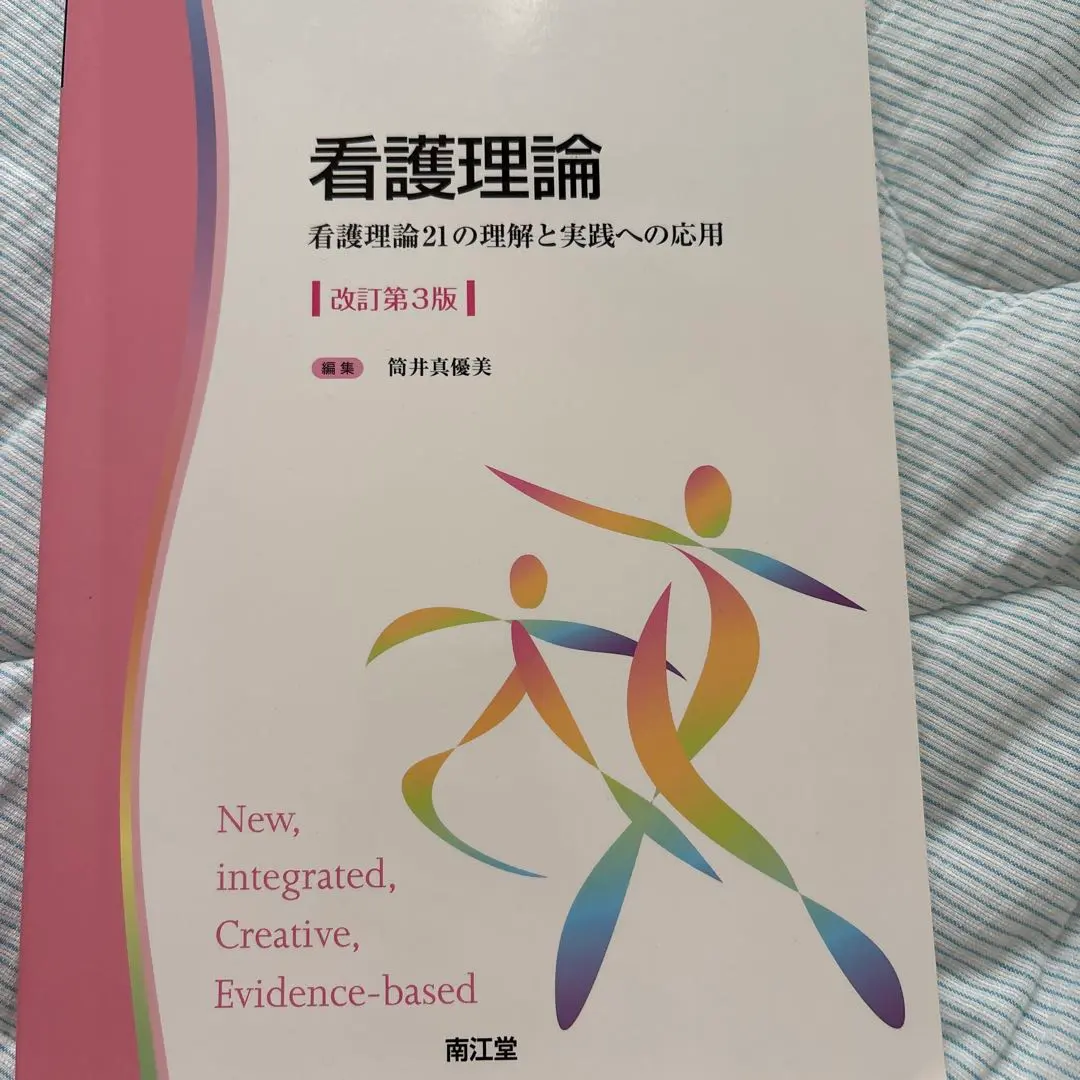 看護理論
看護理論21の理解と実践への応用
改訂第3版
編集 筒井真優美
New,
integrated,
Creative,
Evidence-based
南江堂